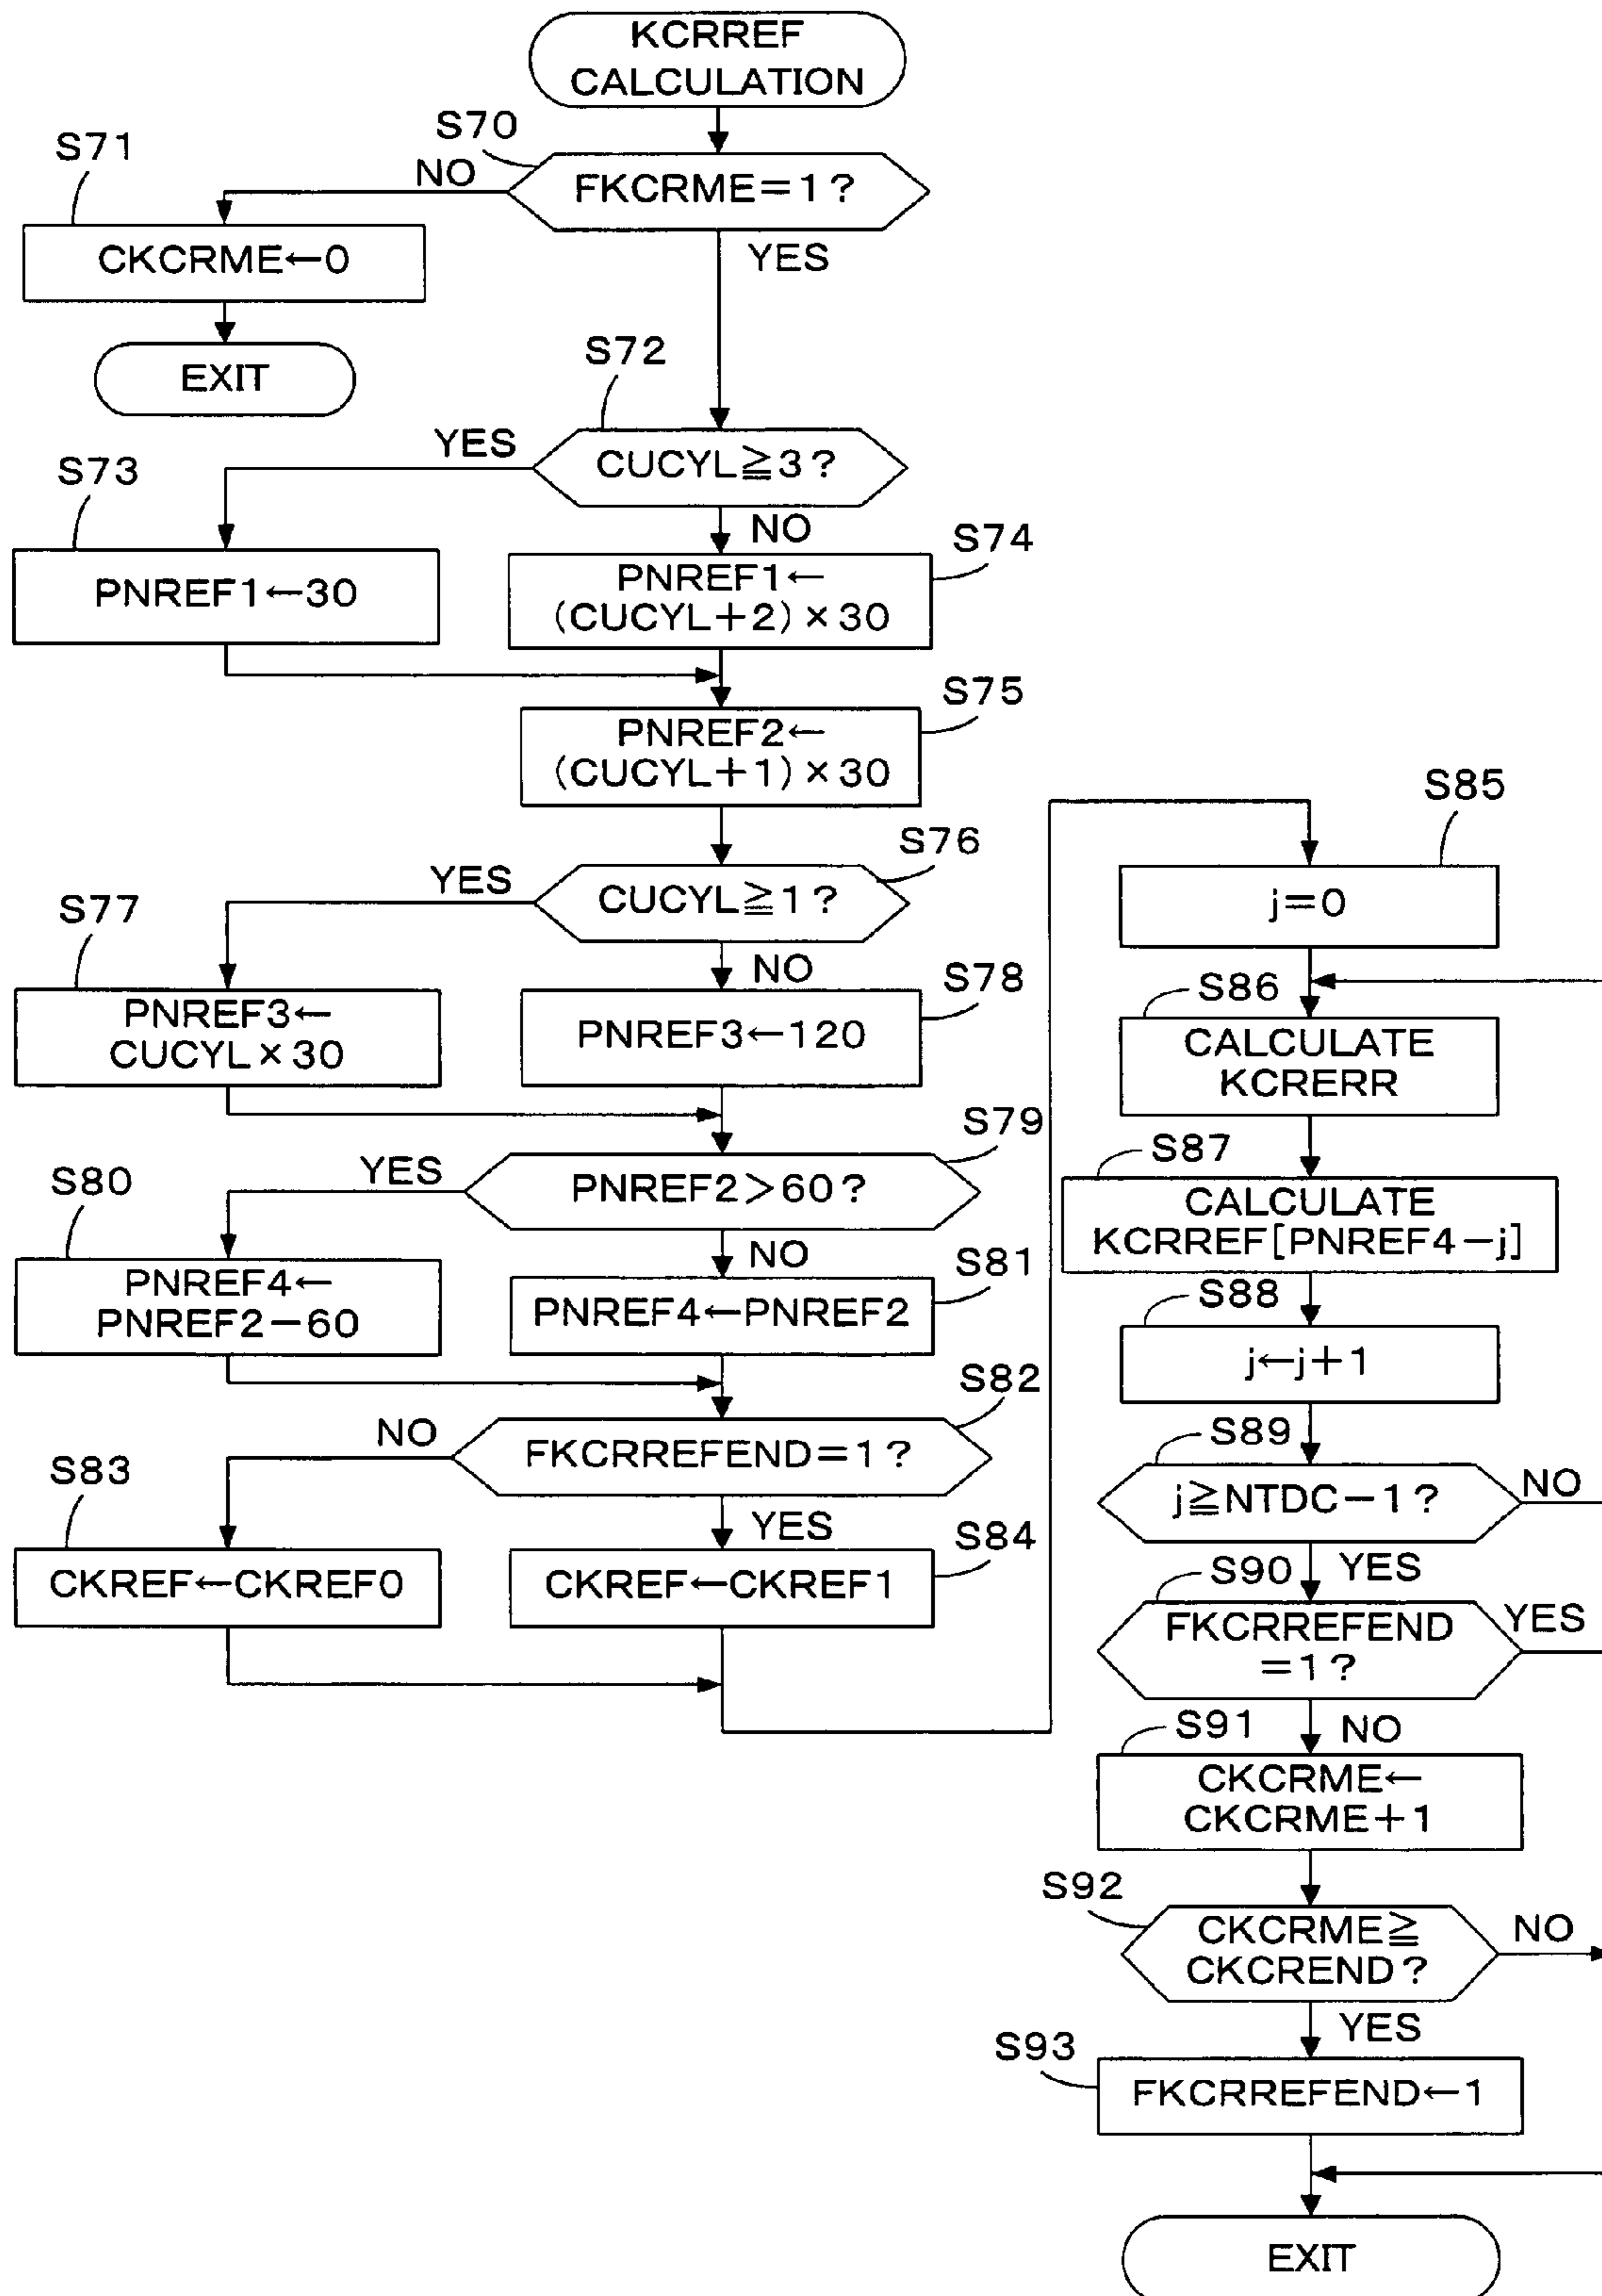 KCRREF
CALCULATION
S70
FKCRME=1?
NO
YES
S71
CKCRME←0
EXIT
S72
CUCYL≧3?
YES
NO
S73
PNREF1←30
S74
PNREF1←
(CUCYL+2)×30
S75
PNREF2←
(CUCYL+1)×30
S76
CUCYL≧1?
YES
NO
S77
PNREF3←
CUCYL×30
S78
PNREF3←120
S79
PNREF2>60?
YES
NO
S80
PNREF4←
PNREF2−60
S81
PNREF4←PNREF2
S82
FKCRREFEND=1?
NO
YES
S83
CKREF←CKREF0
S84
CKREF←CKREF1
S85
j=0
S86
CALCULATE
KCRERR
S87
CALCULATE
KCRREF[PNREF4−j]
S88
j←j+1
S89
j≧NTDC−1?
NO
YES
S90
FKCRREFEND
=1?
YES
NO
S91
CKCRME←
CKCRME+1
S92
CKCRME≧
CKCREND?
NO
YES
S93
FKCRREFEND←1
EXIT